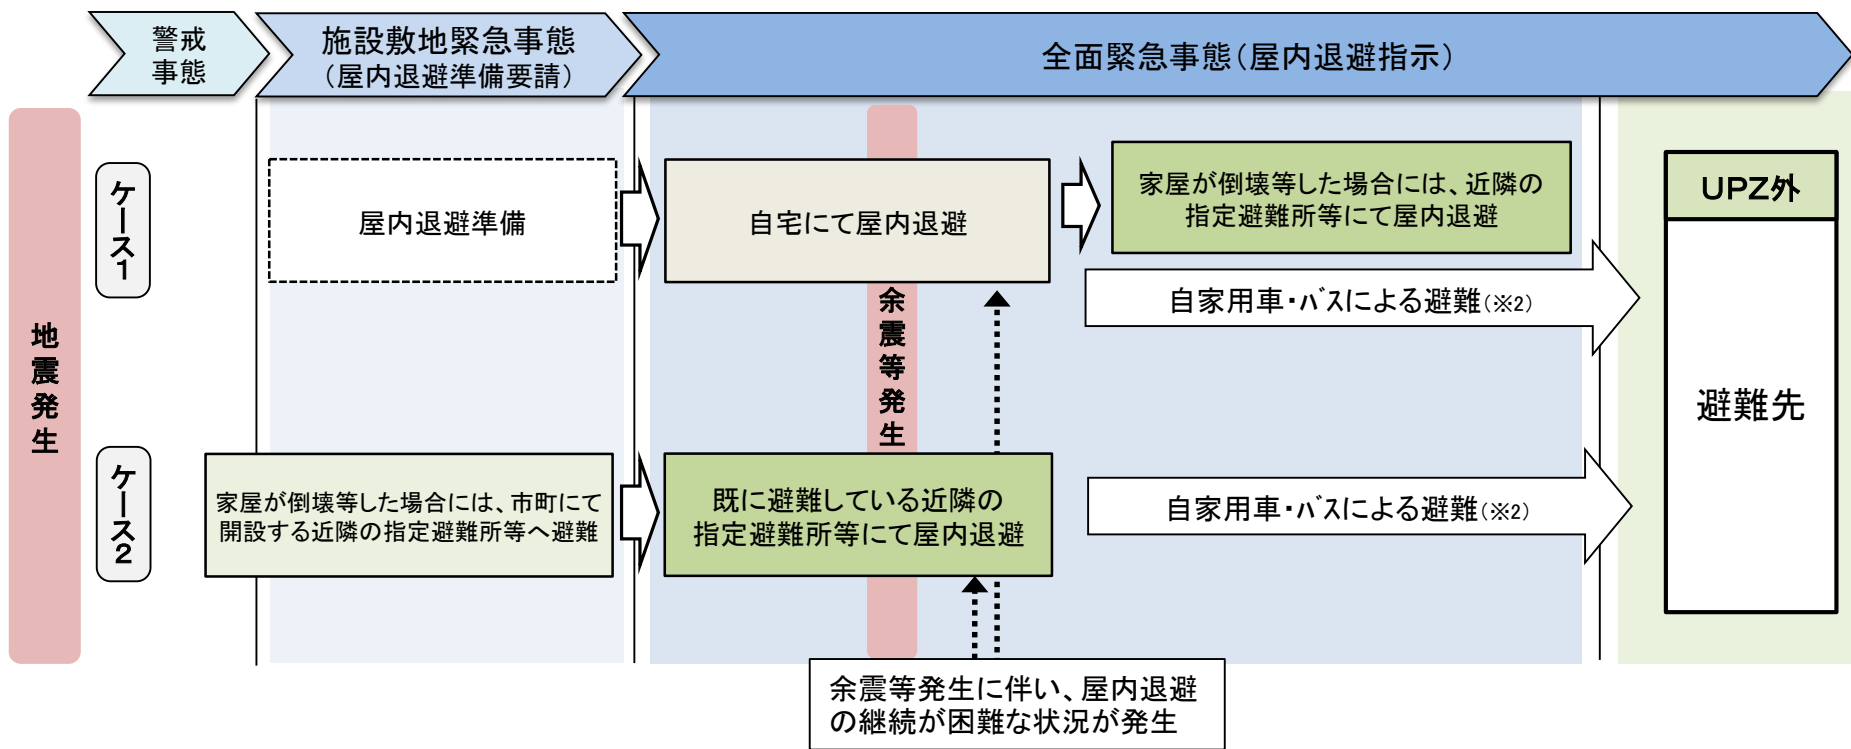 警戒
事態
施設敷地緊急事態
（屋内退避準備要請）
全面緊急事態（屋内退避指示）
地震発生
ケース1
屋内退避準備
自宅にて屋内退避
家屋が倒壊等した場合には、近隣の
指定避難所等にて屋内退避
自家用車・バスによる避難（※2）
余震等発生
UPZ外
避難先
ケース2
家屋が倒壊等した場合には、市町にて
開設する近隣の指定避難所等へ避難
既に避難している近隣の
指定避難所等にて屋内退避
自家用車・バスによる避難（※2）
余震等発生に伴い、屋内退避
の継続が困難な状況が発生